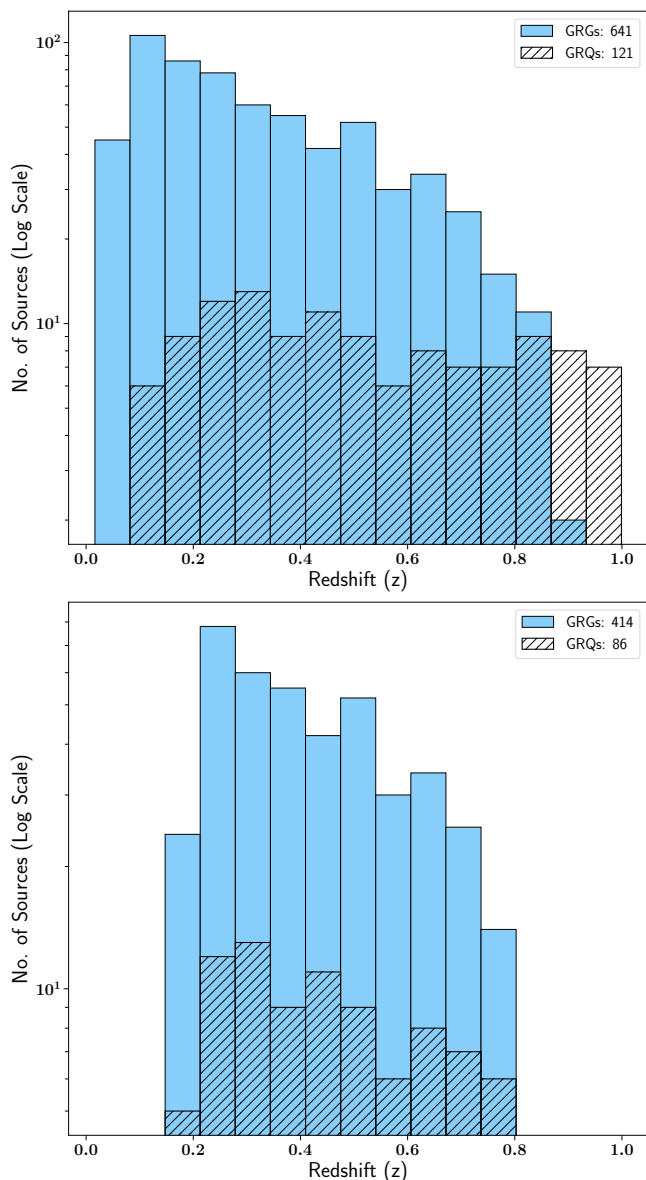 GRGs: 641
GRQs: 121
10²
10¹
No. of Sources (Log Scale)
0.0 0.2 0.4 0.6 0.8 1.0
Redshift (z)
GRGs: 414
GRQs: 86
10¹
No. of Sources (Log Scale)
0.0 0.2 0.4 0.6 0.8 1.0
Redshift (z)